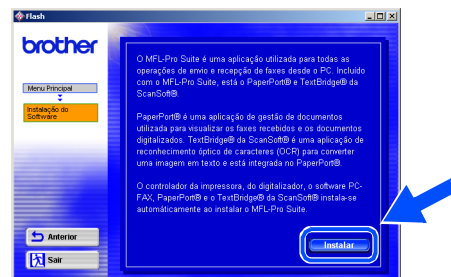 Flash
brother
Menu Principal
Instalação do
Software
O MFL-Pro Suite é uma aplicação utilizada para todas as
operações de envio e recepção de faxes desde o PC. Incluído
com o MFL-Pro Suite, está o PaperPort® e TextBridge® da
ScanSoft®.
PaperPort® é uma aplicação de gestão de documentos
utilizada para visualizar os faxes recebidos e os documentos
digitalizados. TextBridge® da ScanSoft® é uma aplicação de
reconhecimento óptico de caracteres (OCR) para converter
uma imagem em texto e está integrada no PaperPort®.
O controlador da impressora, do digitalizador, o software PC-
FAX, PaperPort® e o TextBridge® da ScanSoft® instala-se
automáticamente ao instalar o MFL-Pro Suite.
Anterior
Instalar
Sair